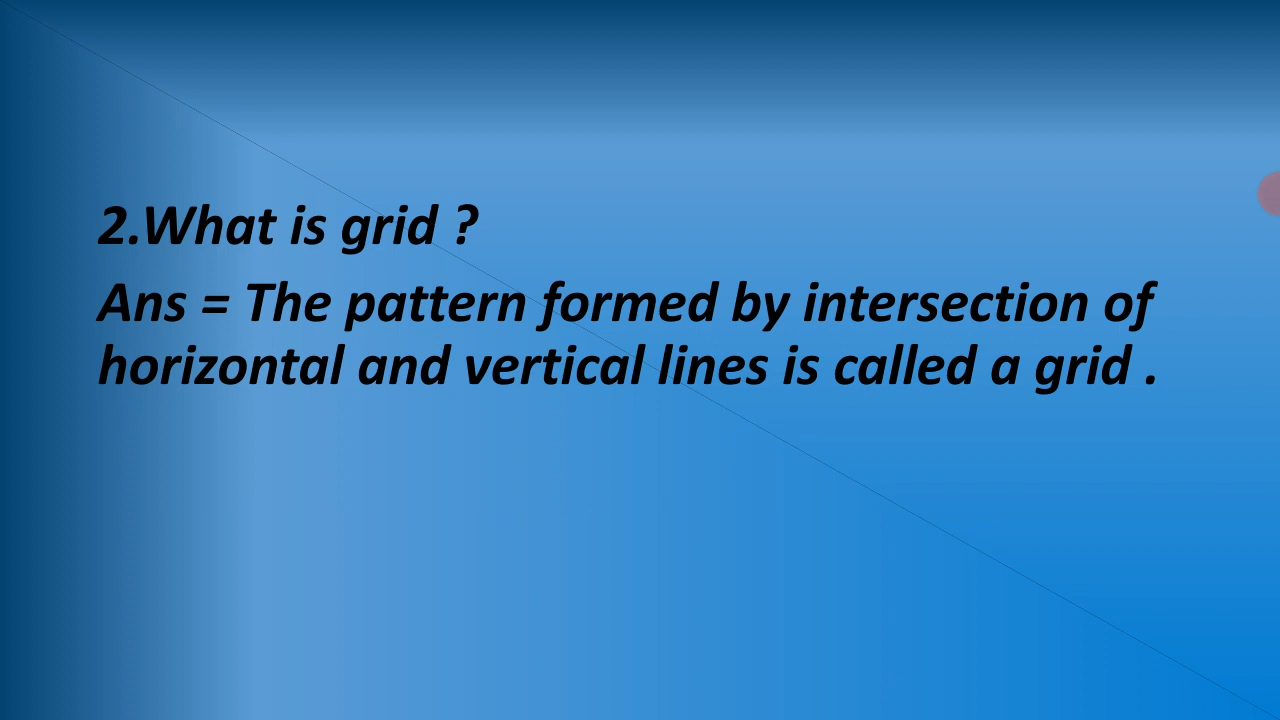 2.What is grid ?
Ans = The pattern formed by intersection of
horizontal and vertical lines is called a grid .